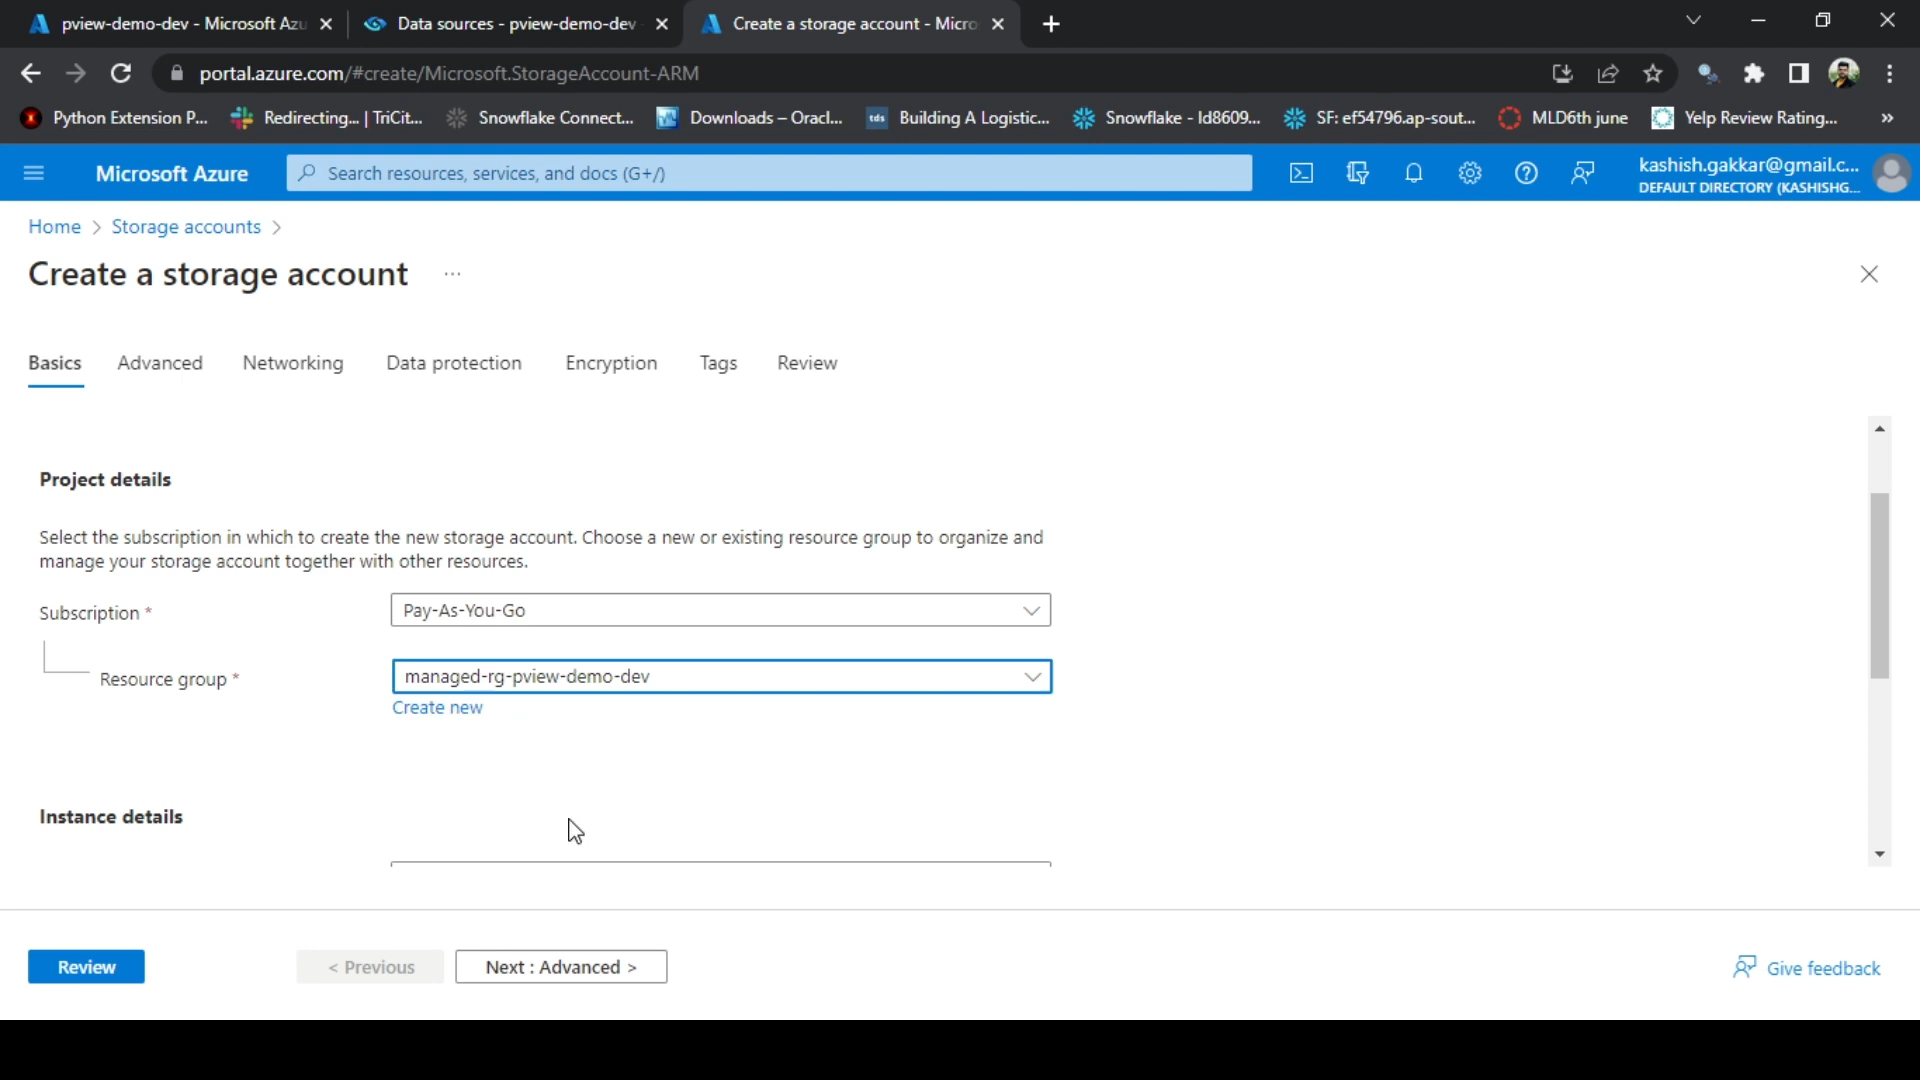 pview-demo-dev - Microsoft Azu
Data sources - pview-demo-dev
Create a storage account - Micro
portal.azure.com/#create/Microsoft.StorageAccount-ARM
Python Extension P...
Redirecting... | TriCit...
Snowflake Connect...
Downloads – Oracl...
tds
Building A Logistic...
Snowflake - Id8609...
SF: ef54796.ap-sout...
MLD6th june
Yelp Review Rating...
»
Microsoft Azure
Search resources, services, and docs (G+/)
kashish.gakkar@gmail.c...
DEFAULT DIRECTORY (KASHISHG...
Home > Storage accounts >
Create a storage account ...
Basics
Advanced
Networking
Data protection
Encryption
Tags
Review
Project details
Select the subscription in which to create the new storage account. Choose a new or existing resource group to organize and
manage your storage account together with other resources.
Subscription *
Pay-As-You-Go
Resource group *
managed-rg-pview-demo-dev
Create new
Instance details
Review
< Previous
Next : Advanced >
Give feedback